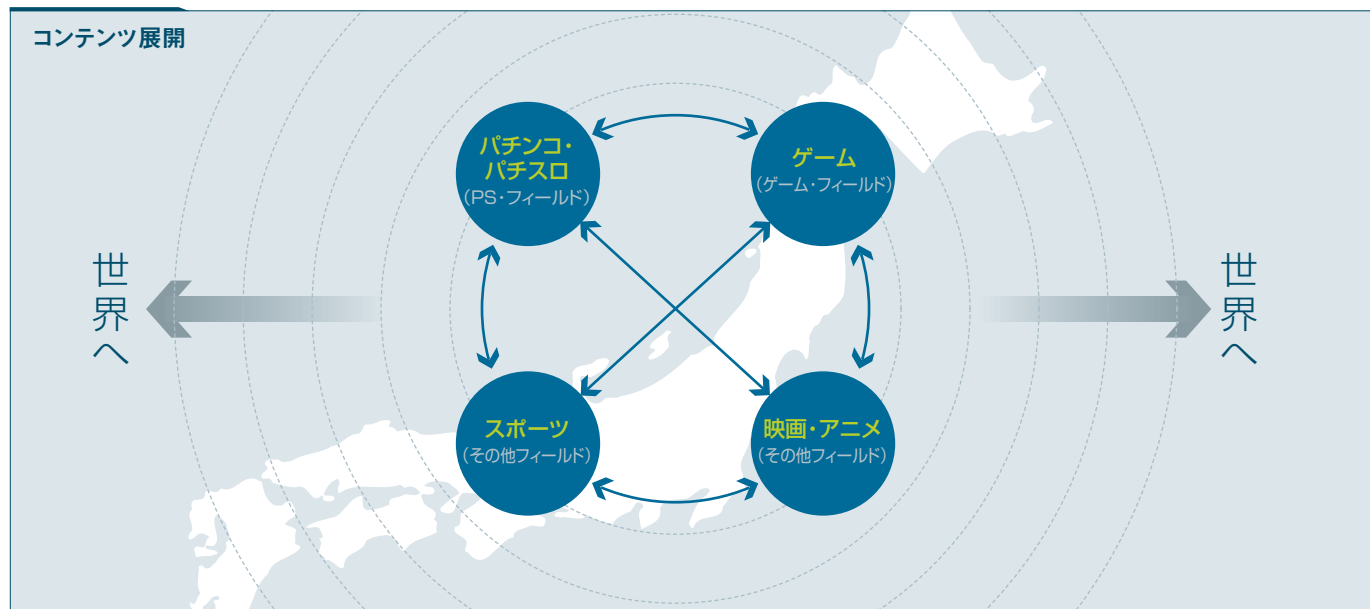 コンテンツ展開
パチンコ・
パチスロ
(PS・フィールド)
ゲーム
(ゲーム・フィールド)
世界へ
世界へ
スポーツ
(その他フィールド)
映画・アニメ
(その他フィールド)